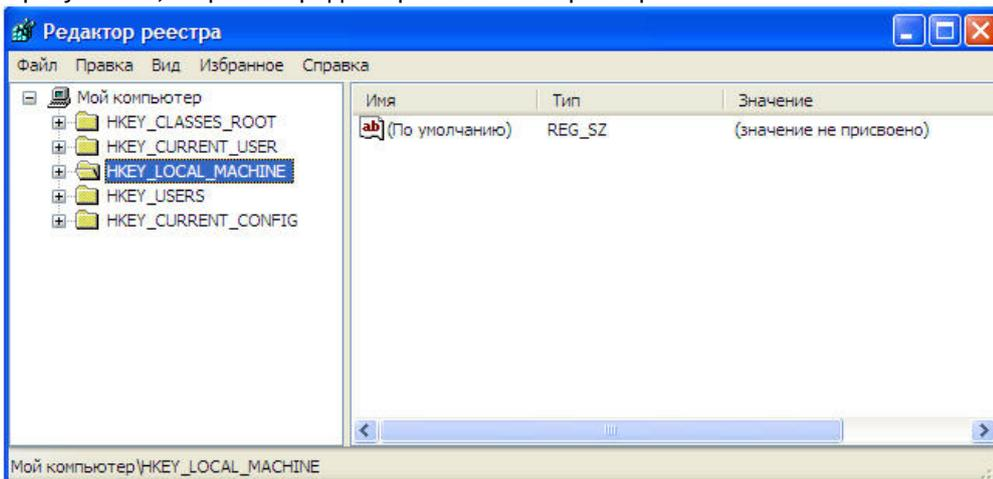 Редактор реестра
Файл Правка Вид Избранное Справка
Мой компьютер
HKEY_CLASSES_ROOT
HKEY_CURRENT_USER
HKEY_LOCAL_MACHINE
HKEY_USERS
HKEY_CURRENT_CONFIG
Имя Тип Значение
ab (По умолчанию) REG_SZ (значение не присвоено)
Мой компьютер\HKEY_LOCAL_MACHINE